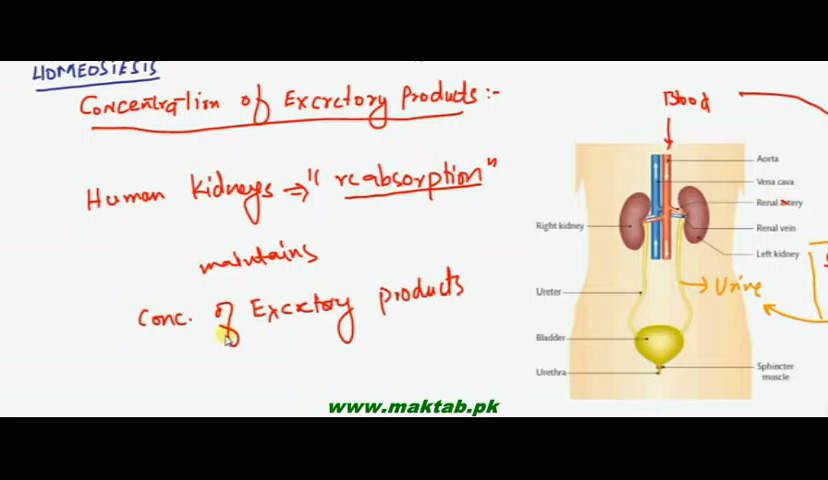 HOMEOSIESIS
Concentration of Excretory Products:-
Blood
Human kidneys ⇒ "reabsorption"
maintains
Conc. of Excretory products
Aorta
Vena cava
Renal artery
Right kidney
Renal vein
Left kidney
Ureter
Urine
Bladder
Urethra
Sphincter
muscle
www.maktab.pk